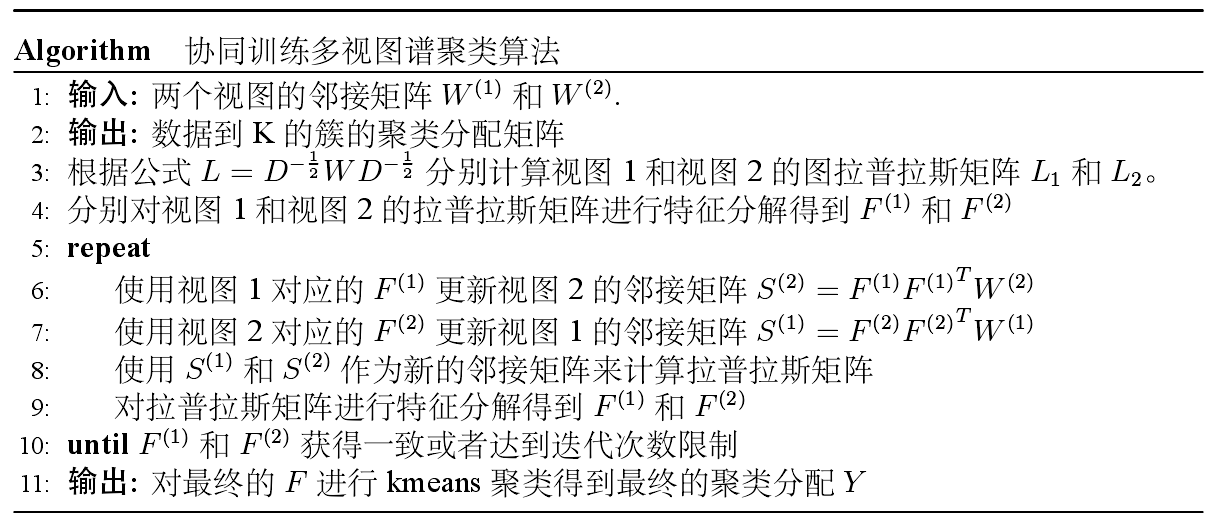 Algorithm 协同训练多视图谱聚类算法
1: 输入: 两个视图的邻接矩阵 W^{(1)} 和 W^{(2)}.
2: 输出: 数据到 K 的簇的聚类分配矩阵
3: 根据公式 L = D^{-\frac{1}{2}} W D^{-\frac{1}{2}} 分别计算视图 1 和视图 2 的图拉普拉斯矩阵 L_1 和 L_2。
4: 分别对视图 1 和视图 2 的拉普拉斯矩阵进行特征分解得到 F^{(1)} 和 F^{(2)}
5: repeat
6: 使用视图 1 对应的 F^{(1)} 更新视图 2 的邻接矩阵 S^{(2)} = F^{(1)} F^{(1)^T} W^{(2)}
7: 使用视图 2 对应的 F^{(2)} 更新视图 1 的邻接矩阵 S^{(1)} = F^{(2)} F^{(2)^T} W^{(1)}
8: 使用 S^{(1)} 和 S^{(2)} 作为新的邻接矩阵来计算拉普拉斯矩阵
9: 对拉普拉斯矩阵进行特征分解得到 F^{(1)} 和 F^{(2)}
10: until F^{(1)} 和 F^{(2)} 获得一致或者达到迭代次数限制
11: 输出: 对最终的 F 进行 kmeans 聚类得到最终的聚类分配 Y